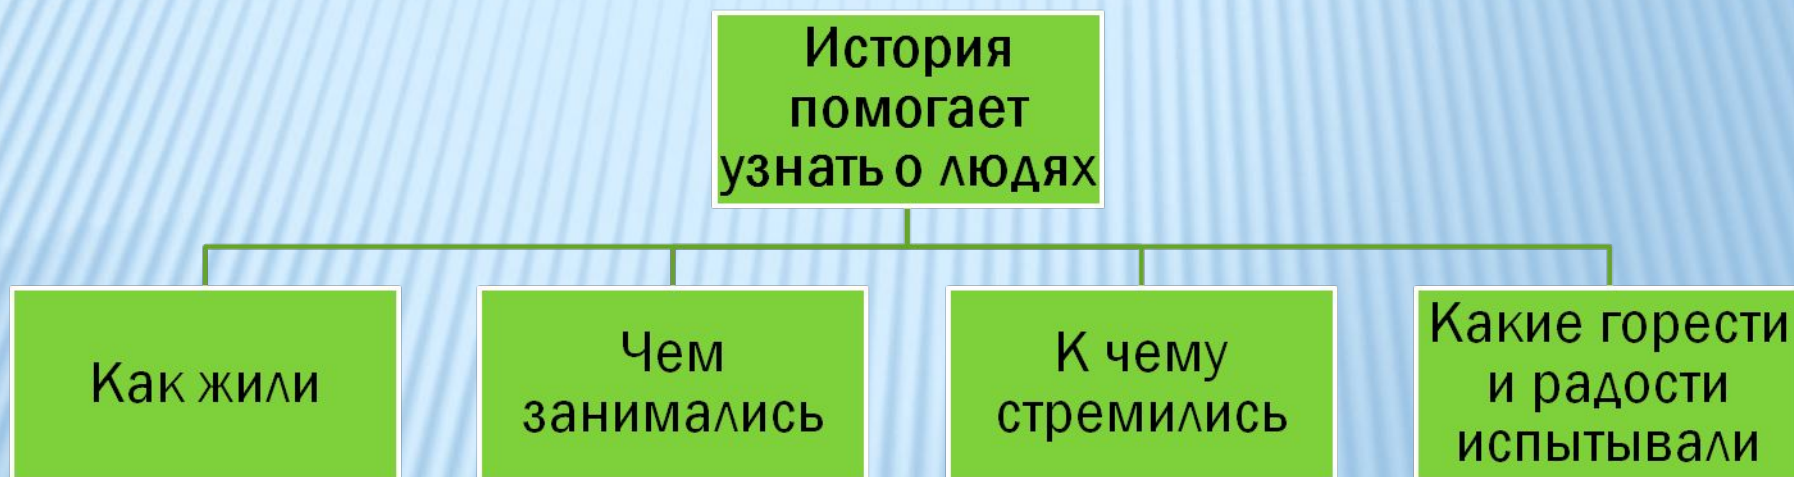 История
помогает
узнать о людях
Как жили
Чем
занимались
К чему
стремились
Какие горести
и радости
испытывали